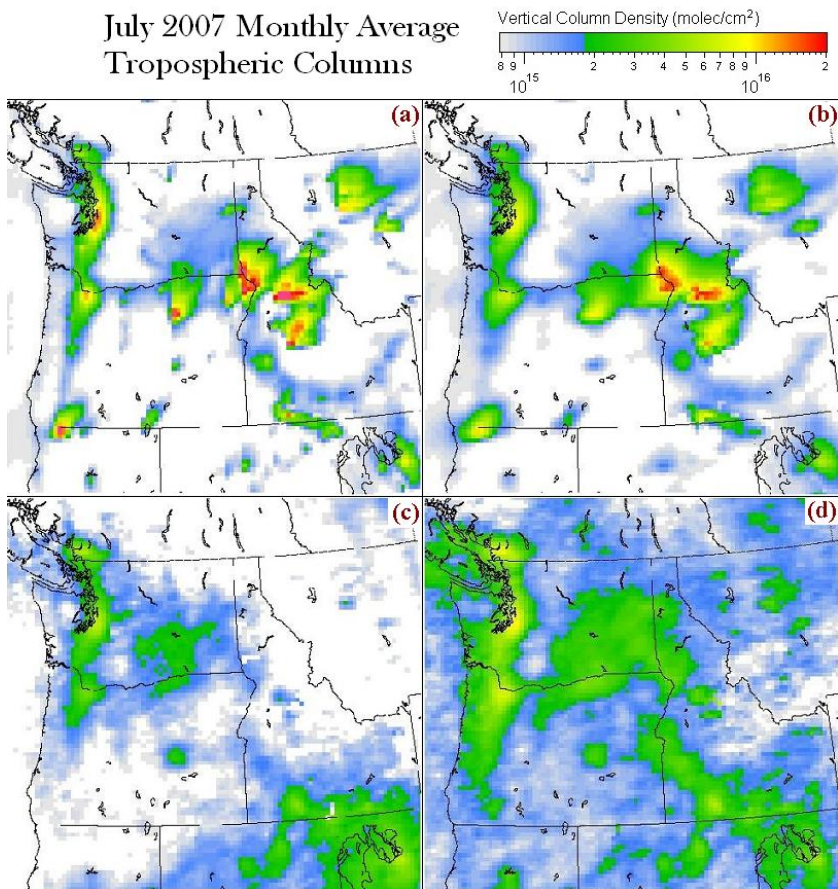 July 2007 Monthly Average
Tropospheric Columns
Vertical Column Density (molec/cm²)
8 9 2 3 4 5 6 7 8 9 2
10¹⁵ 10¹⁶
(a)
(b)
(c)
(d)